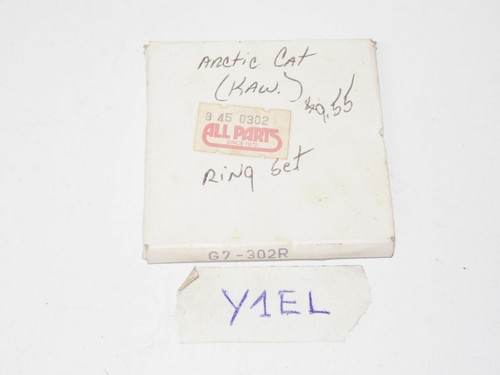 Arctic Cat
(KAW.)
$9.55
9 45 0302
ALL PARTS
Ring Set
G7-302R
Y1EL